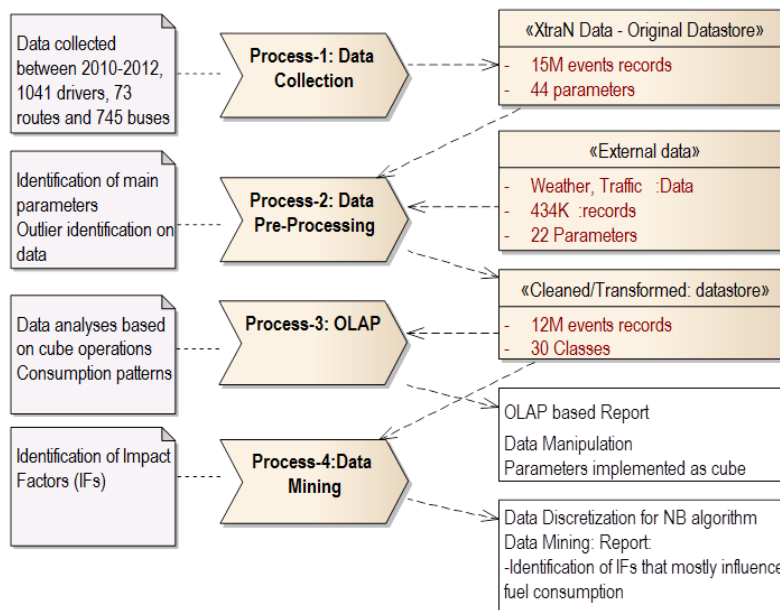 Data collected
between 2010-2012,
1041 drivers, 73
routes and 745 buses
Process-1: Data
Collection
«XtraN Data - Original Datastore»
- 15M events records
- 44 parameters
Identification of main
parameters
Outlier identification on
data
Process-2: Data
Pre-Processing
«External data»
- Weather, Traffic :Data
- 434K :records
- 22 Parameters
Data analyses based
on cube operations
Consumption patterns
Process-3: OLAP
«Cleaned/Transformed: datastore»
- 12M events records
- 30 Classes
OLAP based Report
Data Manipulation
Parameters implemented as cube
Identification of Impact
Factors (IFs)
Process-4:Data
Mining
Data Discretization for NB algorithm
Data Mining: Report:
-Identification of IFs that mostly influence
fuel consumption